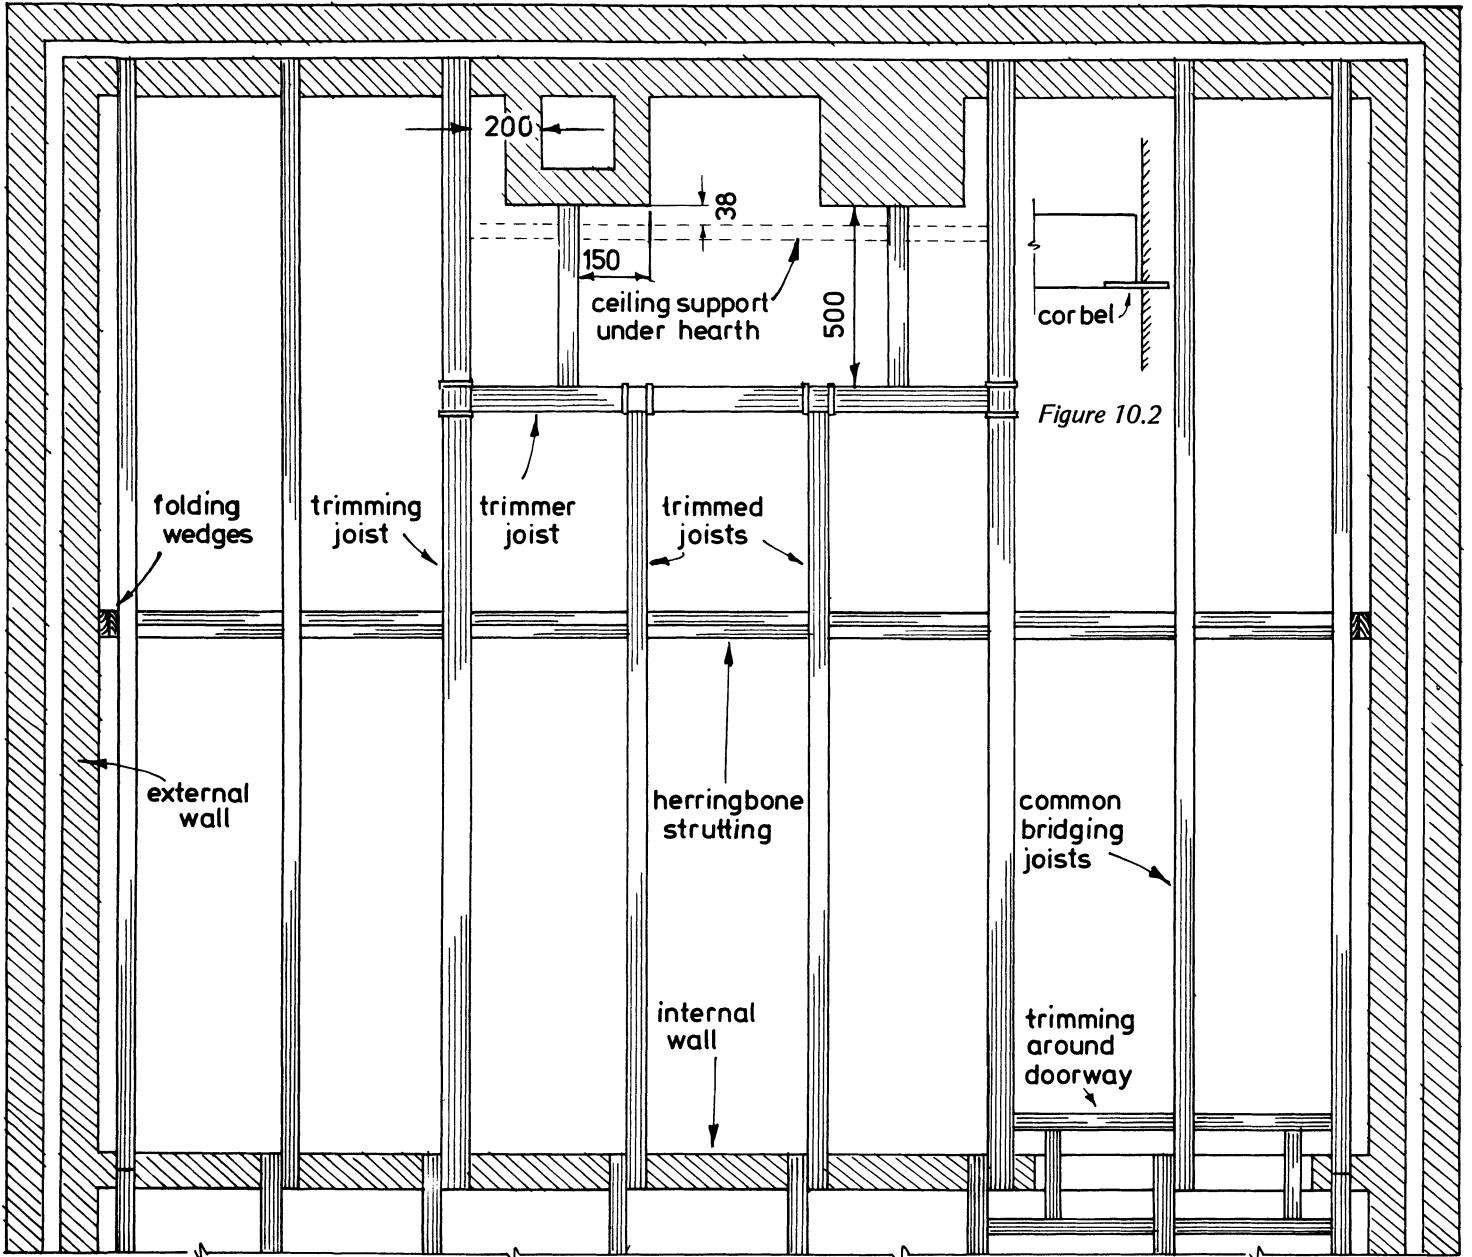 200
38
150
ceiling support
under hearth
500
corbel
Figure 10.2
folding
wedges
trimming
joist
trimmer
joist
trimmed
joists
external
wall
herringbone
strutting
common
bridging
joists
internal
wall
trimming
around
doorway